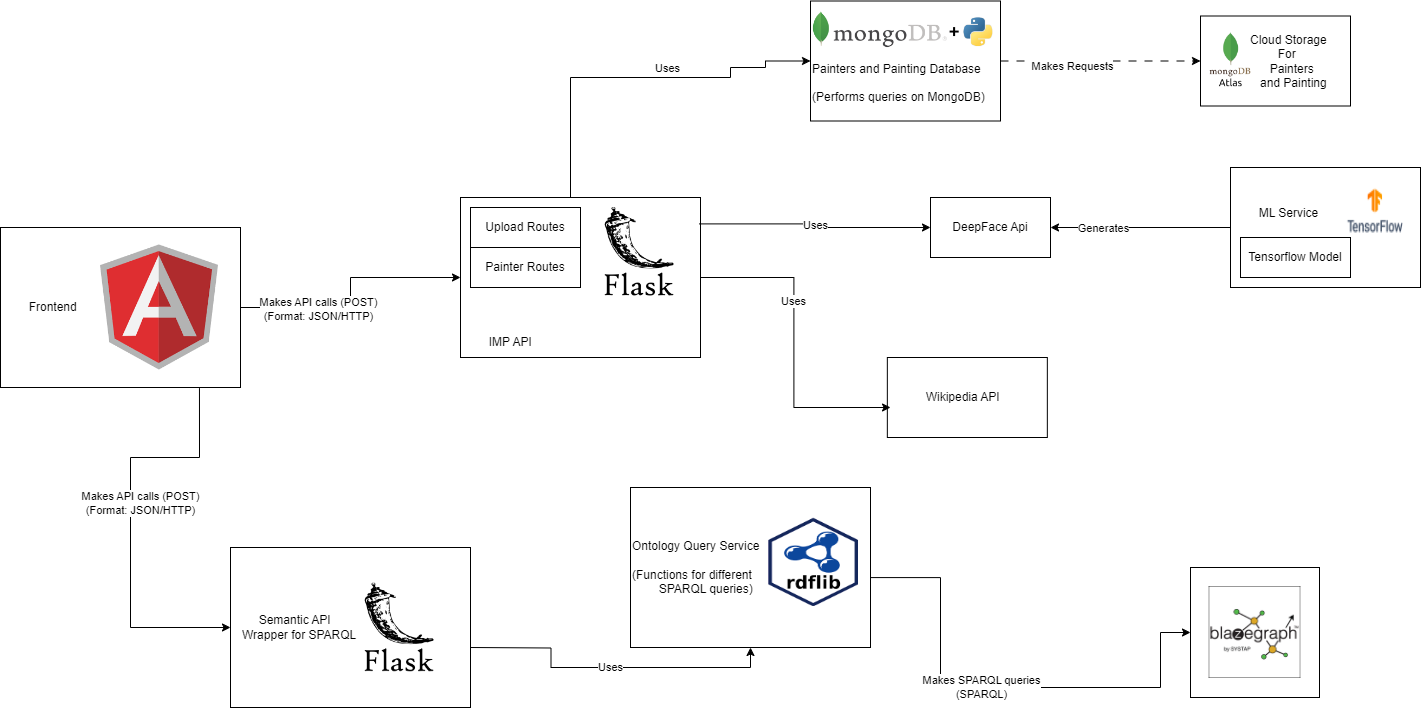 mongoDB. +
Painters and Painting Database
(Performs queries on MongoDB)
Uses
Makes Requests
mongoDB
Atlas
Cloud Storage
For
Painters
and Painting
Upload Routes
Painter Routes
Flask
IMP API
Uses
DeepFace Api
Generates
ML Service
TensorFlow
Tensorflow Model
Frontend
A
Makes API calls (POST)
(Format: JSON/HTTP)
Uses
Wikipedia API
Makes API calls (POST)
(Format: JSON/HTTP)
Semantic API
Wrapper for SPARQL
Flask
Uses
Ontology Query Service
(Functions for different
SPARQL queries)
rdflib
Makes SPARQL queries
(SPARQL)
blazegraph™
by SYSTAP